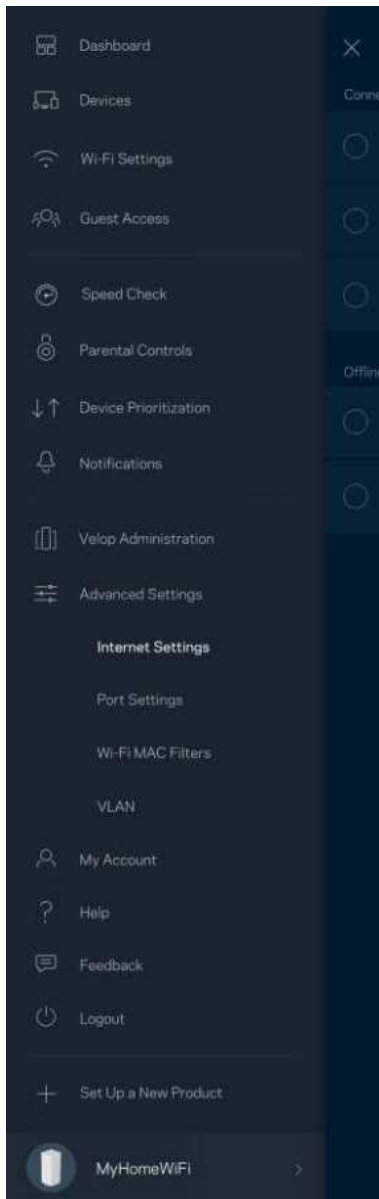 Dashboard
Devices
Wi-Fi Settings
Guest Access
Speed Check
Parental Controls
Device Prioritization
Notifications
Velop Administration
Advanced Settings
Internet Settings
Port Settings
Wi-Fi MAC Filters
VLAN
My Account
Help
Feedback
Logout
Set Up a New Product
MyHomeWiFi